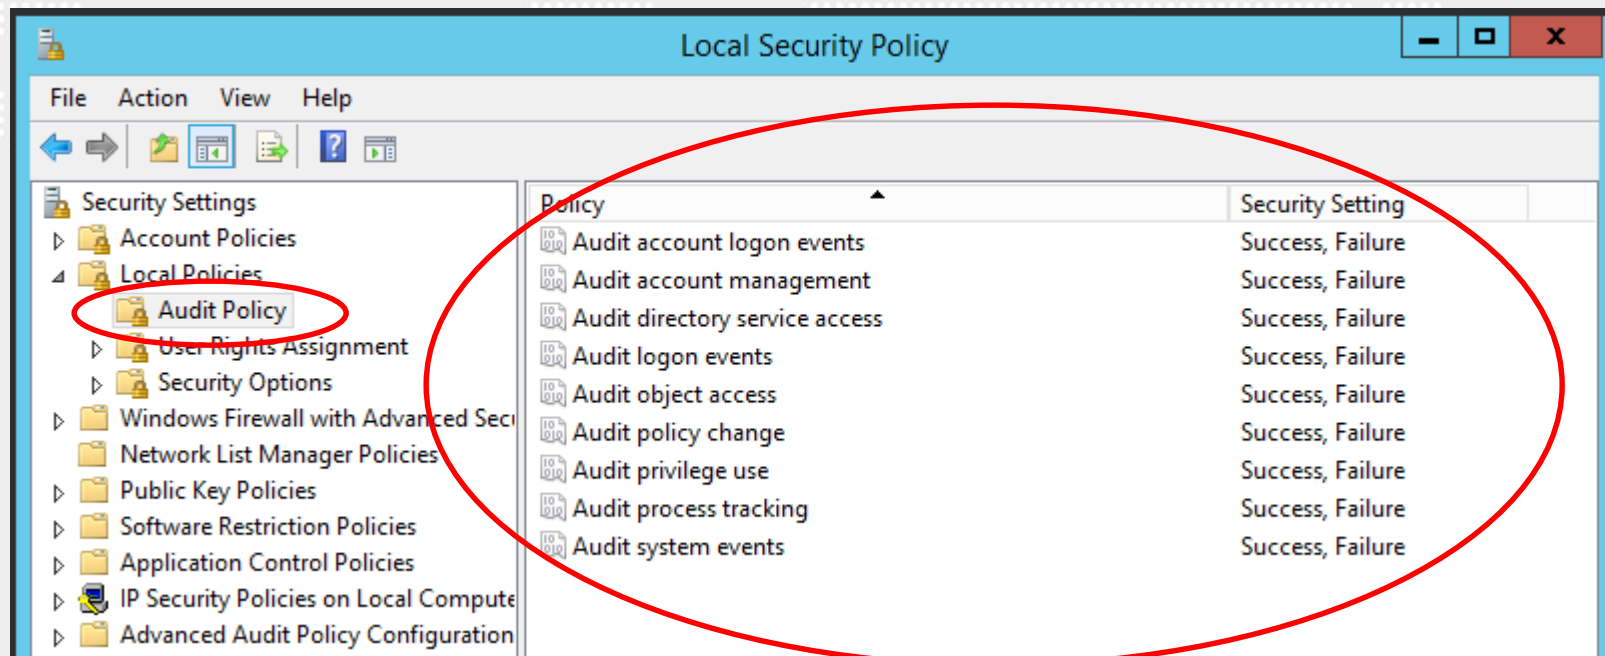 Local Security Policy
File Action View Help
Security Settings
Account Policies
Local Policies
Audit Policy
User Rights Assignment
Security Options
Windows Firewall with Advanced Secu
Network List Manager Policies
Public Key Policies
Software Restriction Policies
Application Control Policies
IP Security Policies on Local Compute
Advanced Audit Policy Configuration
Policy Security Setting
Audit account logon events Success, Failure
Audit account management Success, Failure
Audit directory service access Success, Failure
Audit logon events Success, Failure
Audit object access Success, Failure
Audit policy change Success, Failure
Audit privilege use Success, Failure
Audit process tracking Success, Failure
Audit system events Success, Failure